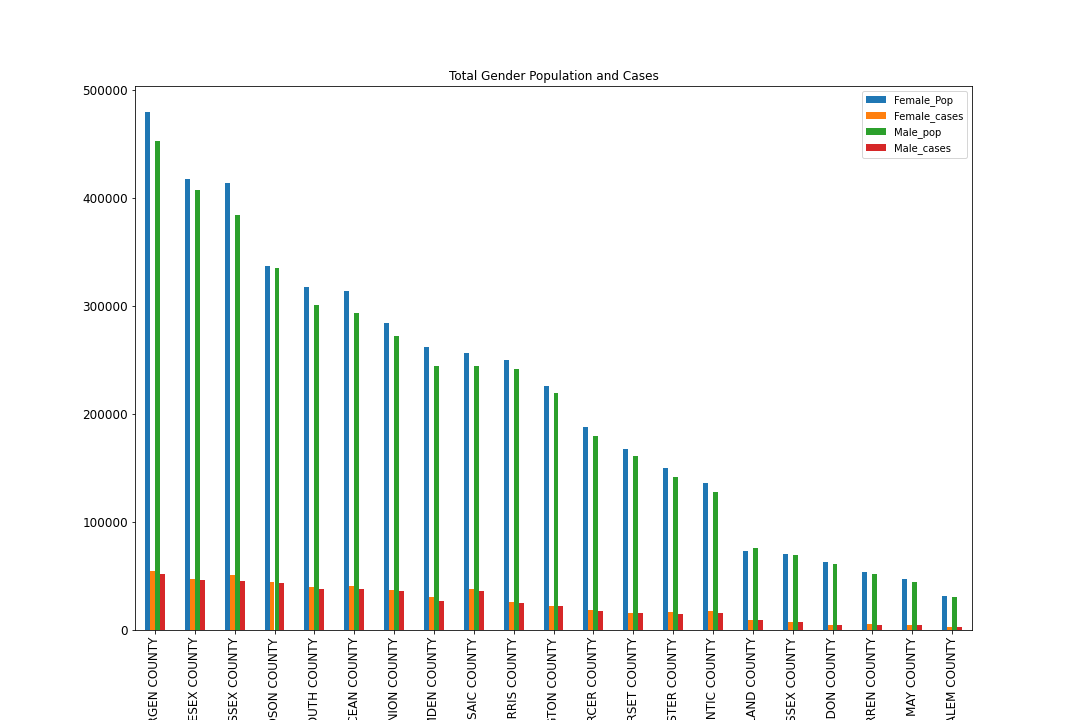 Total Gender Population and Cases
500000
400000
300000
200000
100000
0
Female_Pop
Female_cases
Male_pop
Male_cases
RGEN COUNTY
ESEX COUNTY
SSEX COUNTY
DSON COUNTY
OUTH COUNTY
CEAN COUNTY
NION COUNTY
MDEN COUNTY
SAIC COUNTY
RRIS COUNTY
GTON COUNTY
RCER COUNTY
RSET COUNTY
STER COUNTY
NTIC COUNTY
LAND COUNTY
SSEX COUNTY
DON COUNTY
RREN COUNTY
MAY COUNTY
ALEM COUNTY